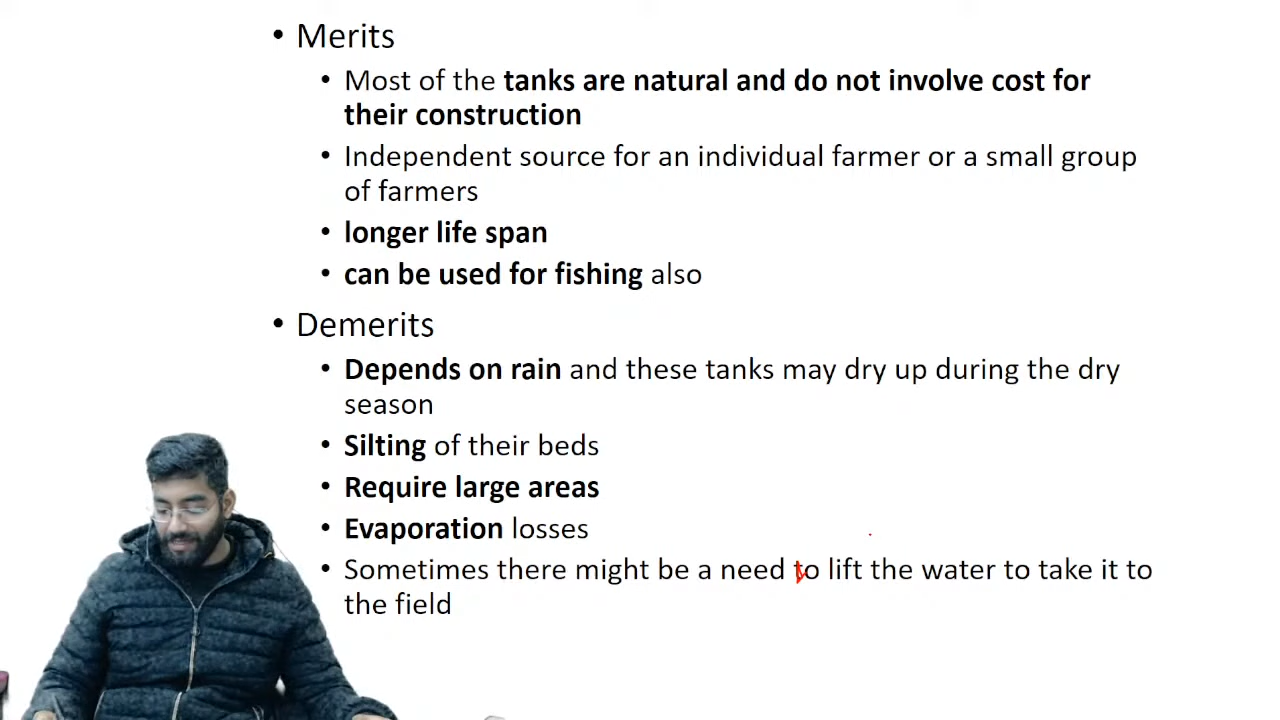 • Merits
• Most of the tanks are natural and do not involve cost for
their construction
• Independent source for an individual farmer or a small group
of farmers
• longer life span
• can be used for fishing also
• Demerits
• Depends on rain and these tanks may dry up during the dry
season
• Silting of their beds
• Require large areas
• Evaporation losses
• Sometimes there might be a need to lift the water to take it to
the field